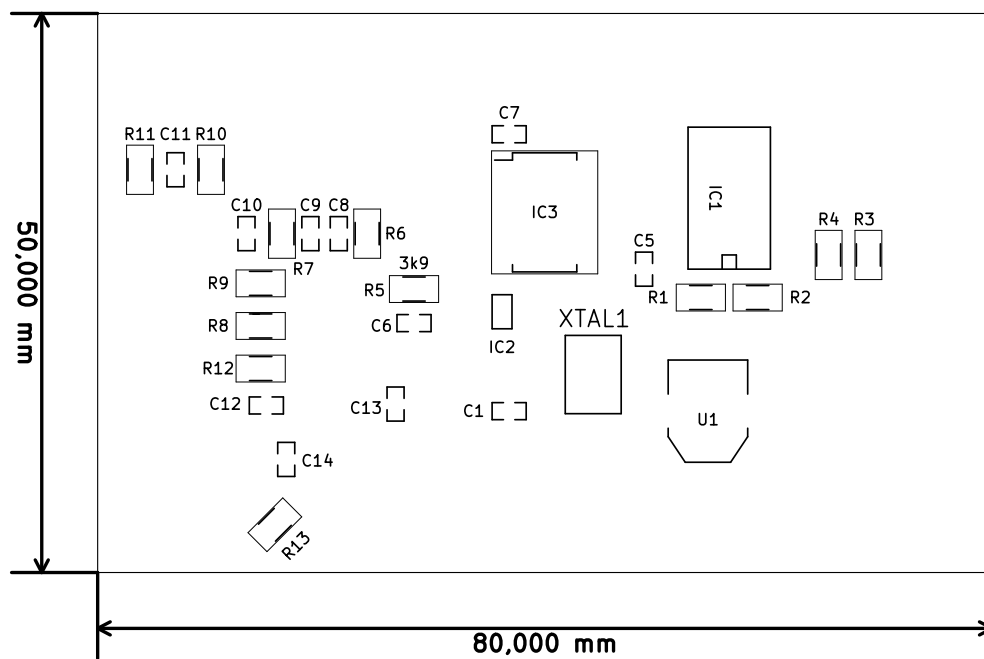 C7
R11
C11
R10
IC1
IC3
C10
C9
C8
R6
R4
R3
50,000 mm
R7
3k9
C5
R9
R5
R1
R2
C6
XTAL1
R8
IC2
R12
C12
C13
C1
U1
C14
R13
80,000 mm